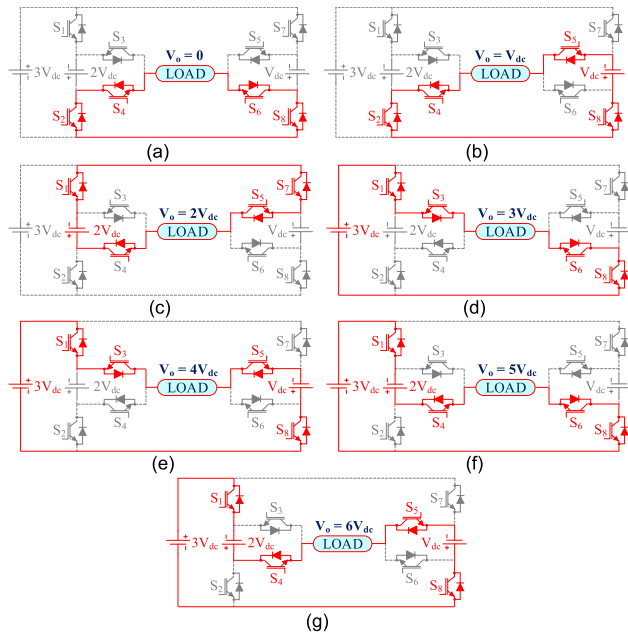 S1 S3 Vo = 0 S5 S7
3Vdc 2Vdc LOAD Vdc
S2 S4 S6 S8
(a)
S1 S3 Vo = Vdc S5 S7
3Vdc 2Vdc LOAD Vdc
S2 S4 S6 S8
(b)
S1 S3 Vo = 2Vdc S5 S7
3Vdc 2Vdc LOAD Vdc
S2 S4 S6 S8
(c)
S1 S3 Vo = 3Vdc S5 S7
3Vdc 2Vdc LOAD Vdc
S2 S4 S6 S8
(d)
S1 S3 Vo = 4Vdc S5 S7
3Vdc 2Vdc LOAD Vdc
S2 S4 S6 S8
(e)
S1 S3 Vo = 5Vdc S5 S7
3Vdc 2Vdc LOAD Vdc
S2 S4 S6 S8
(f)
S1 S3 Vo = 6Vdc S5 S7
3Vdc 2Vdc LOAD Vdc
S2 S4 S6 S8
(g)